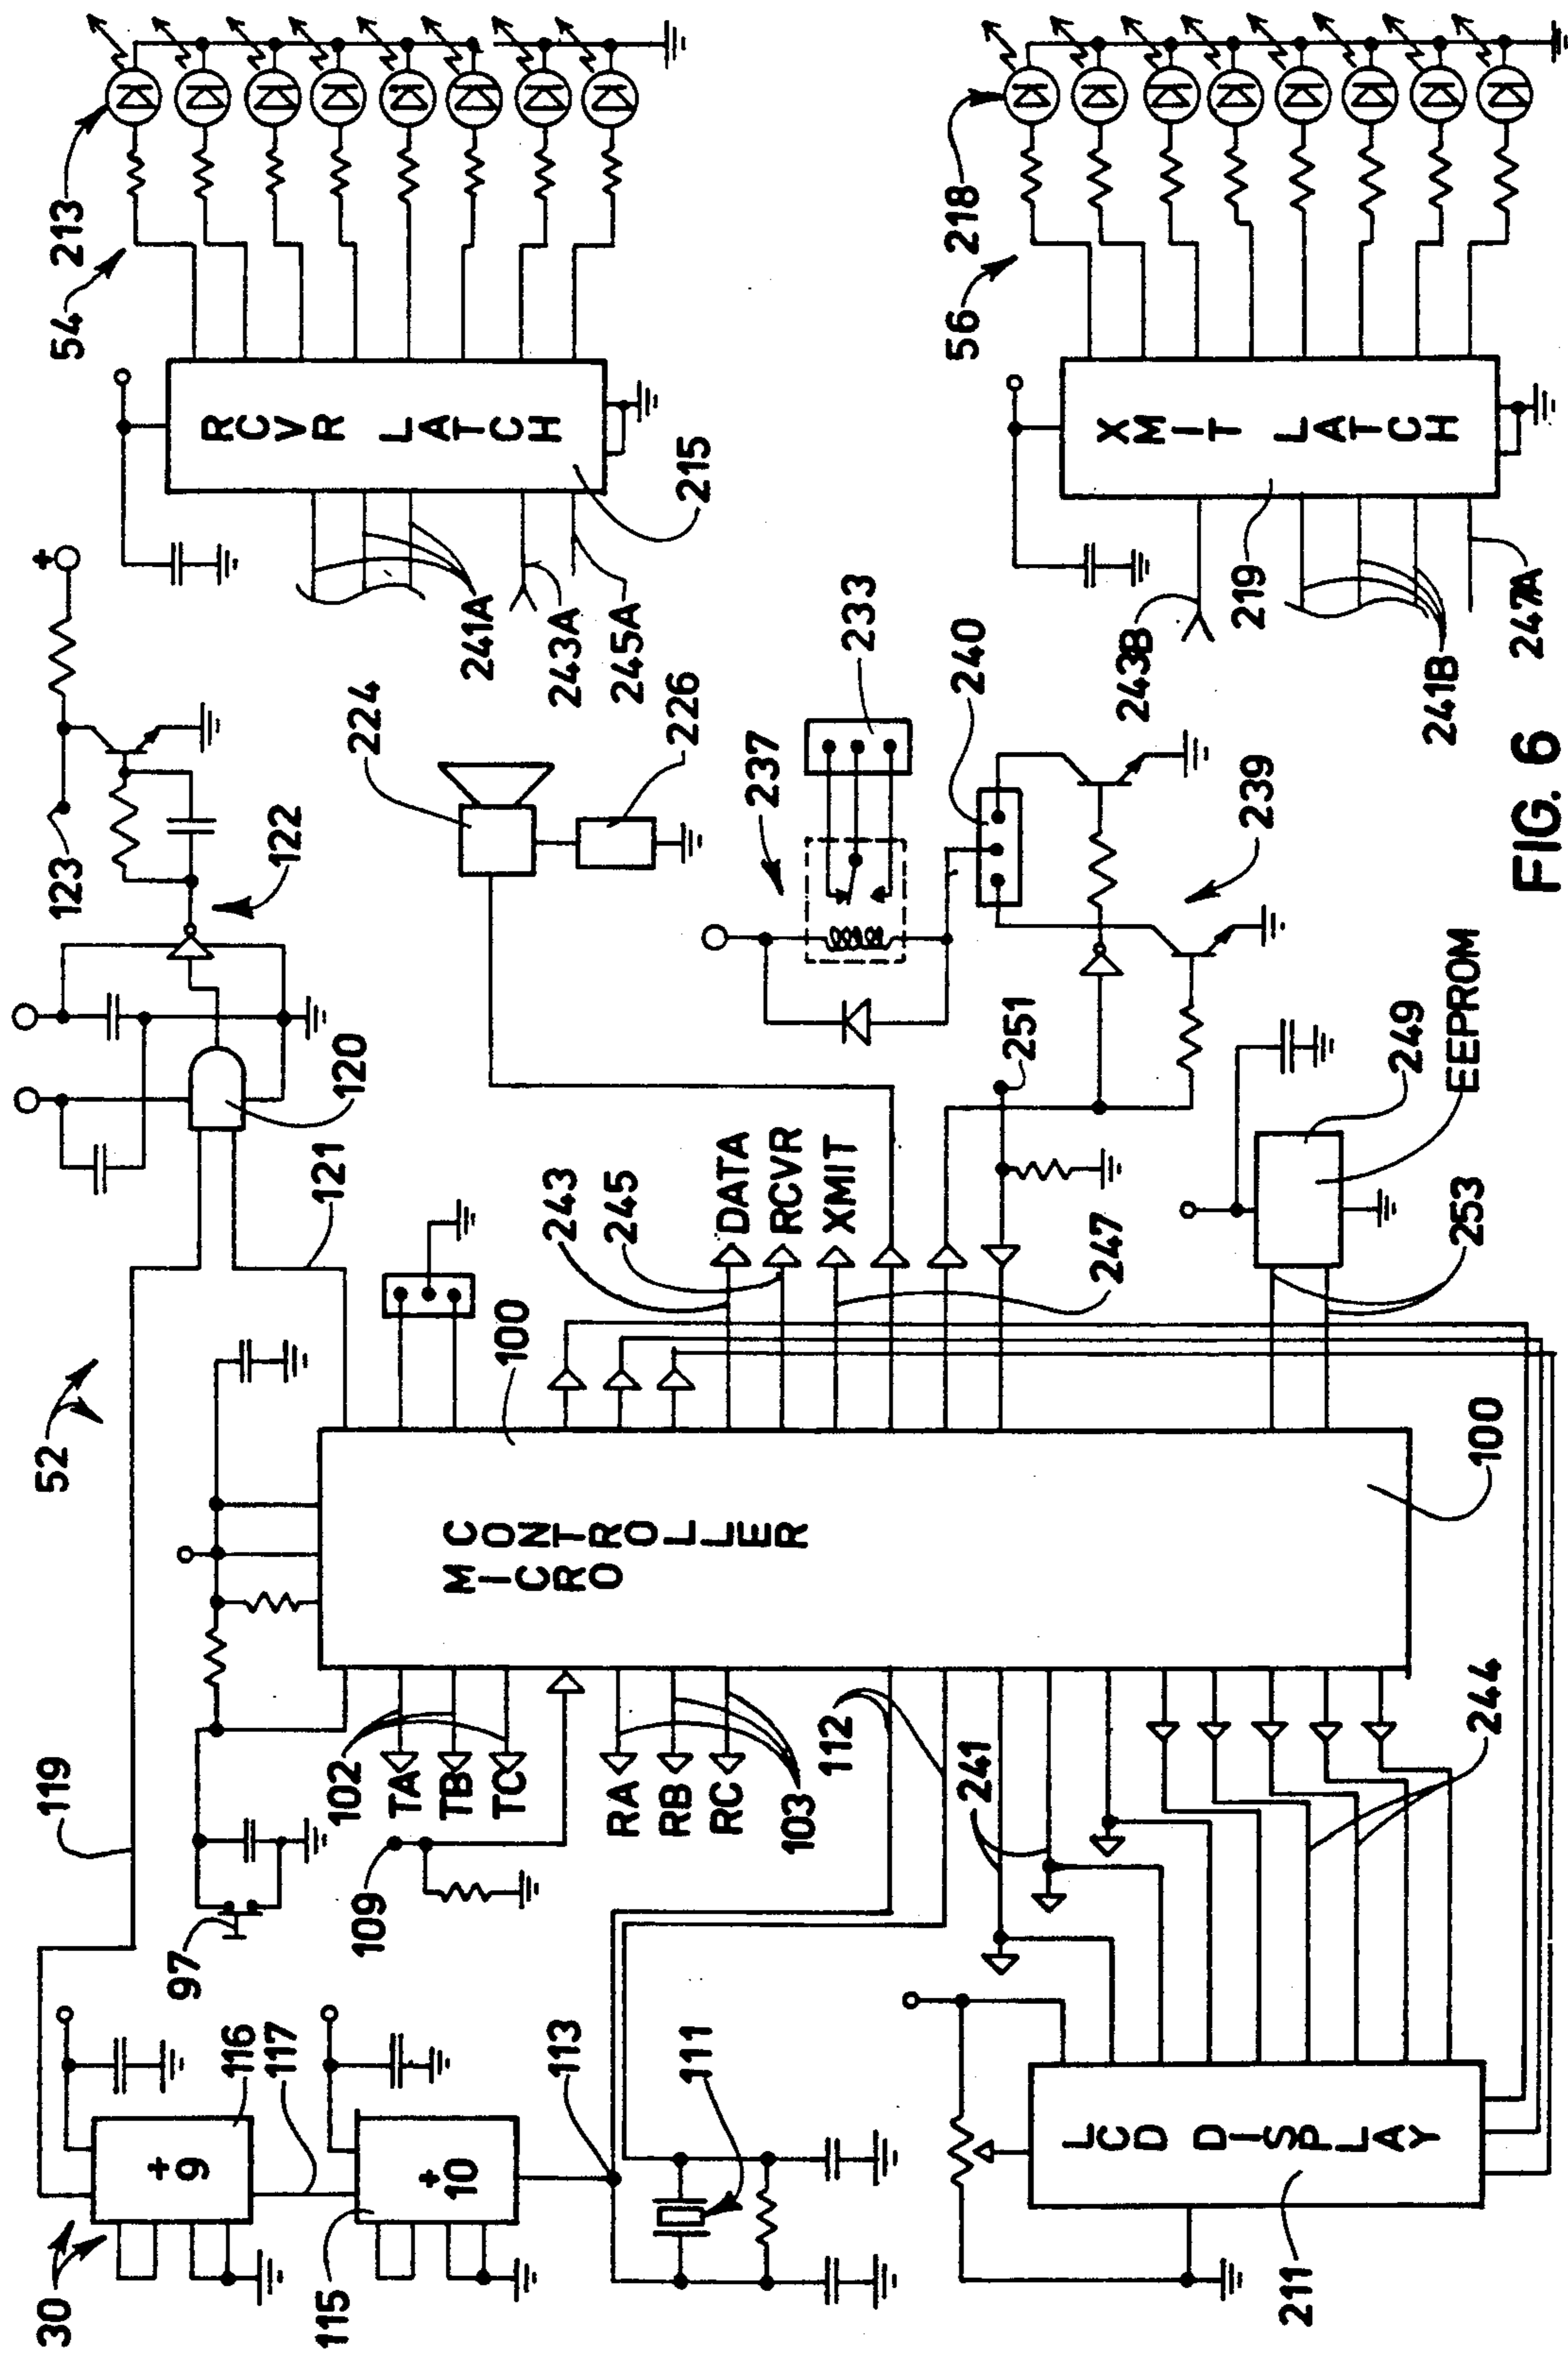 30
÷9
116
117
÷10
115
113
111
97
119
52
102
TA
TB
TC
109
RA
RB
RC
103
112
241
244
LCD DISPLAY
211
MICRO
CONTROLLER
100
100
121
120
122
123
243
245
DATA
RCVR
XMIT
247
251
253
249
EEPROM
224
226
237
233
240
239
54
213
RCVR LATCH
215
241A
243A
245A
56
218
XMIT LATCH
219
243B
241B
247A
FIG. 6